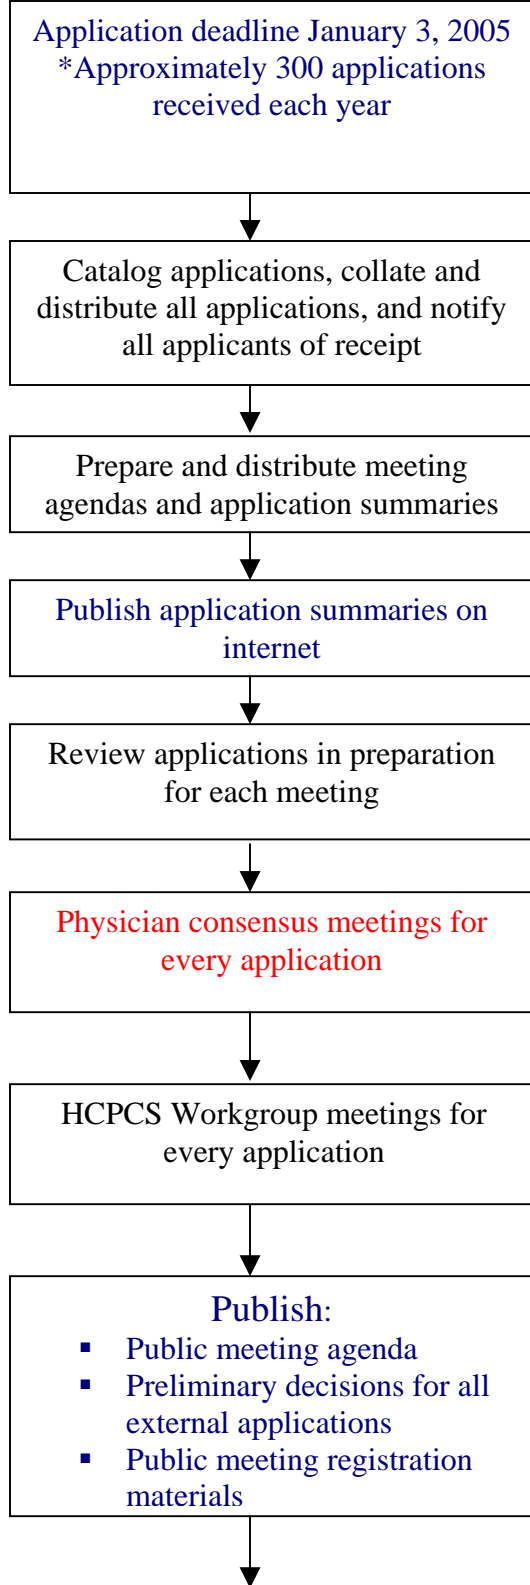 Application deadline January 3, 2005
*Approximately 300 applications
received each year
Catalog applications, collate and
distribute all applications, and notify
all applicants of receipt
Prepare and distribute meeting
agendas and application summaries
Publish application summaries on
internet
Review applications in preparation
for each meeting
Physician consensus meetings for
every application
HCPCS Workgroup meetings for
every application
Publish:
▪ Public meeting agenda
▪ Preliminary decisions for all
external applications
▪ Public meeting registration
materials